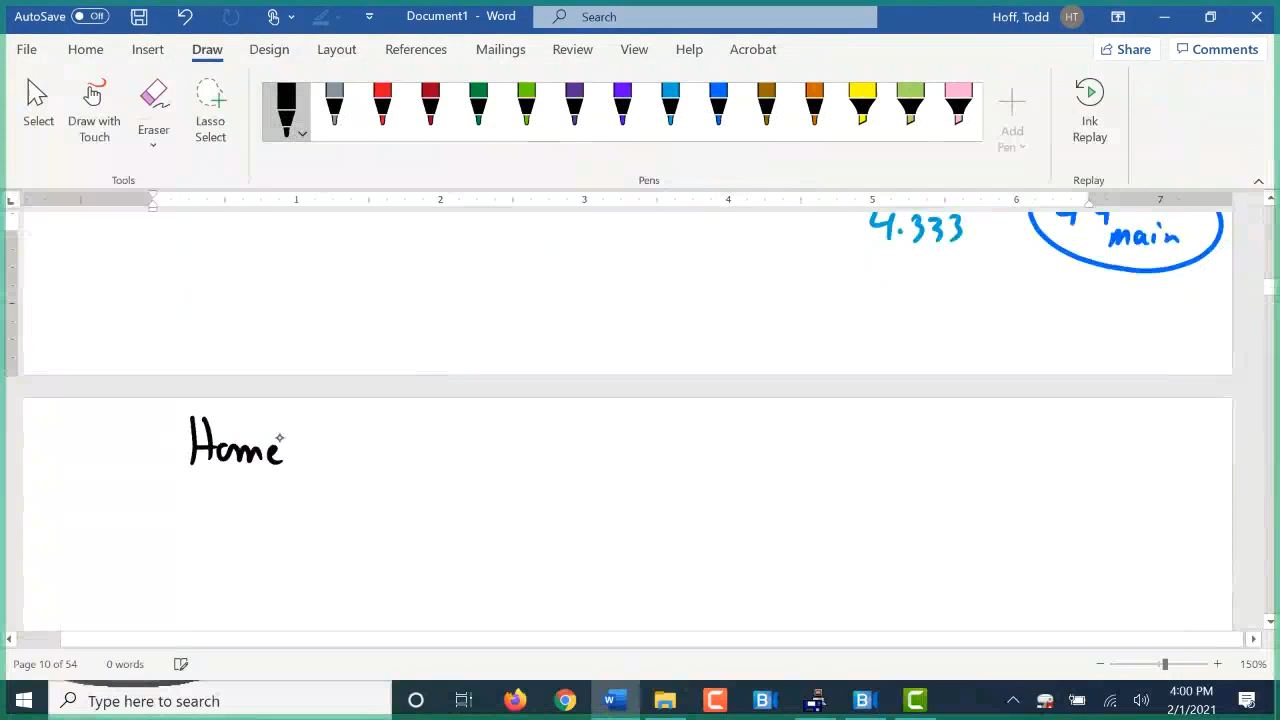 AutoSave Off Document1 - Word Search Hoff, Todd HT
File Home Insert Draw Design Layout References Mailings Review View Help Acrobat Share Comments
Select Draw with Touch Eraser Lasso Select Add Pen Ink Replay
Tools Pens Replay
1 2 3 4 5 6 7
4.333
main
Home
Page 10 of 54 0 words 150%
Type here to search 4:00 PM
2/1/2021